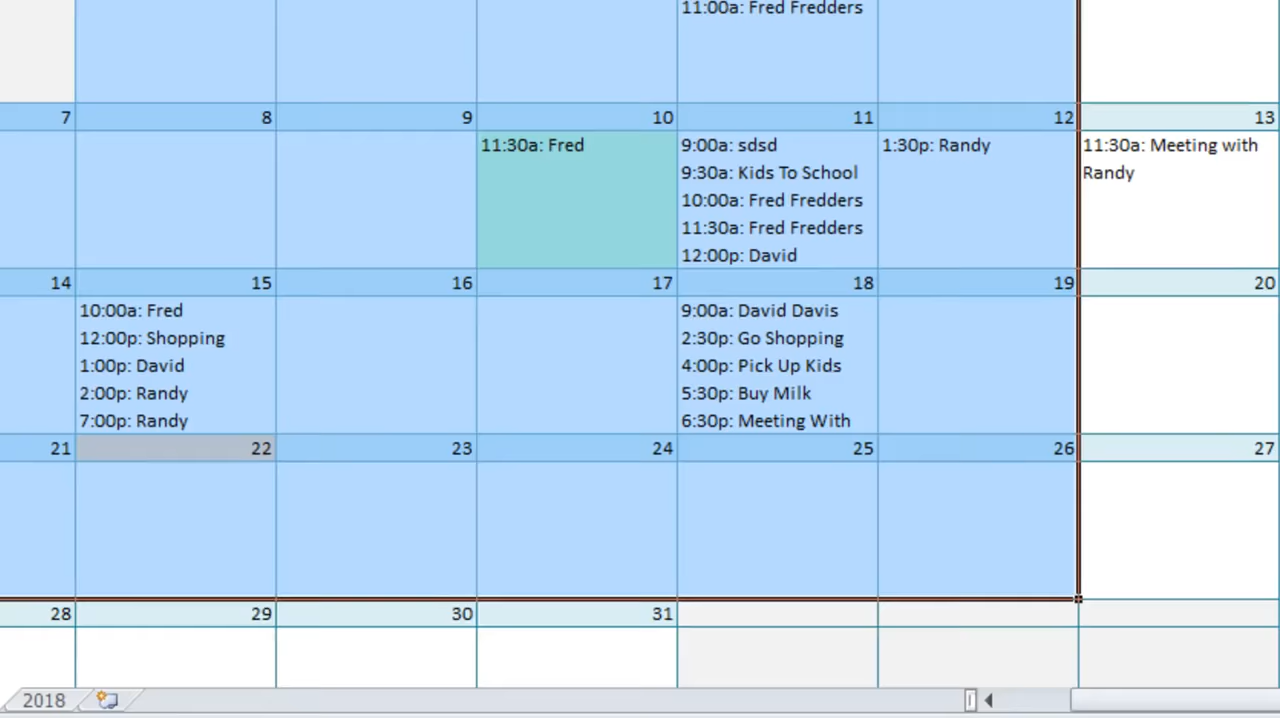 11:00a: Fred Fredders
7 8 9 10 11 12 13
11:30a: Fred
9:00a: sdsd
9:30a: Kids To School
10:00a: Fred Fredders
11:30a: Fred Fredders
12:00p: David
1:30p: Randy
11:30a: Meeting with
Randy
14 15 16 17 18 19 20
10:00a: Fred
12:00p: Shopping
1:00p: David
2:00p: Randy
7:00p: Randy
9:00a: David Davis
2:30p: Go Shopping
4:00p: Pick Up Kids
5:30p: Buy Milk
6:30p: Meeting With
21 22 23 24 25 26 27
28 29 30 31
2018